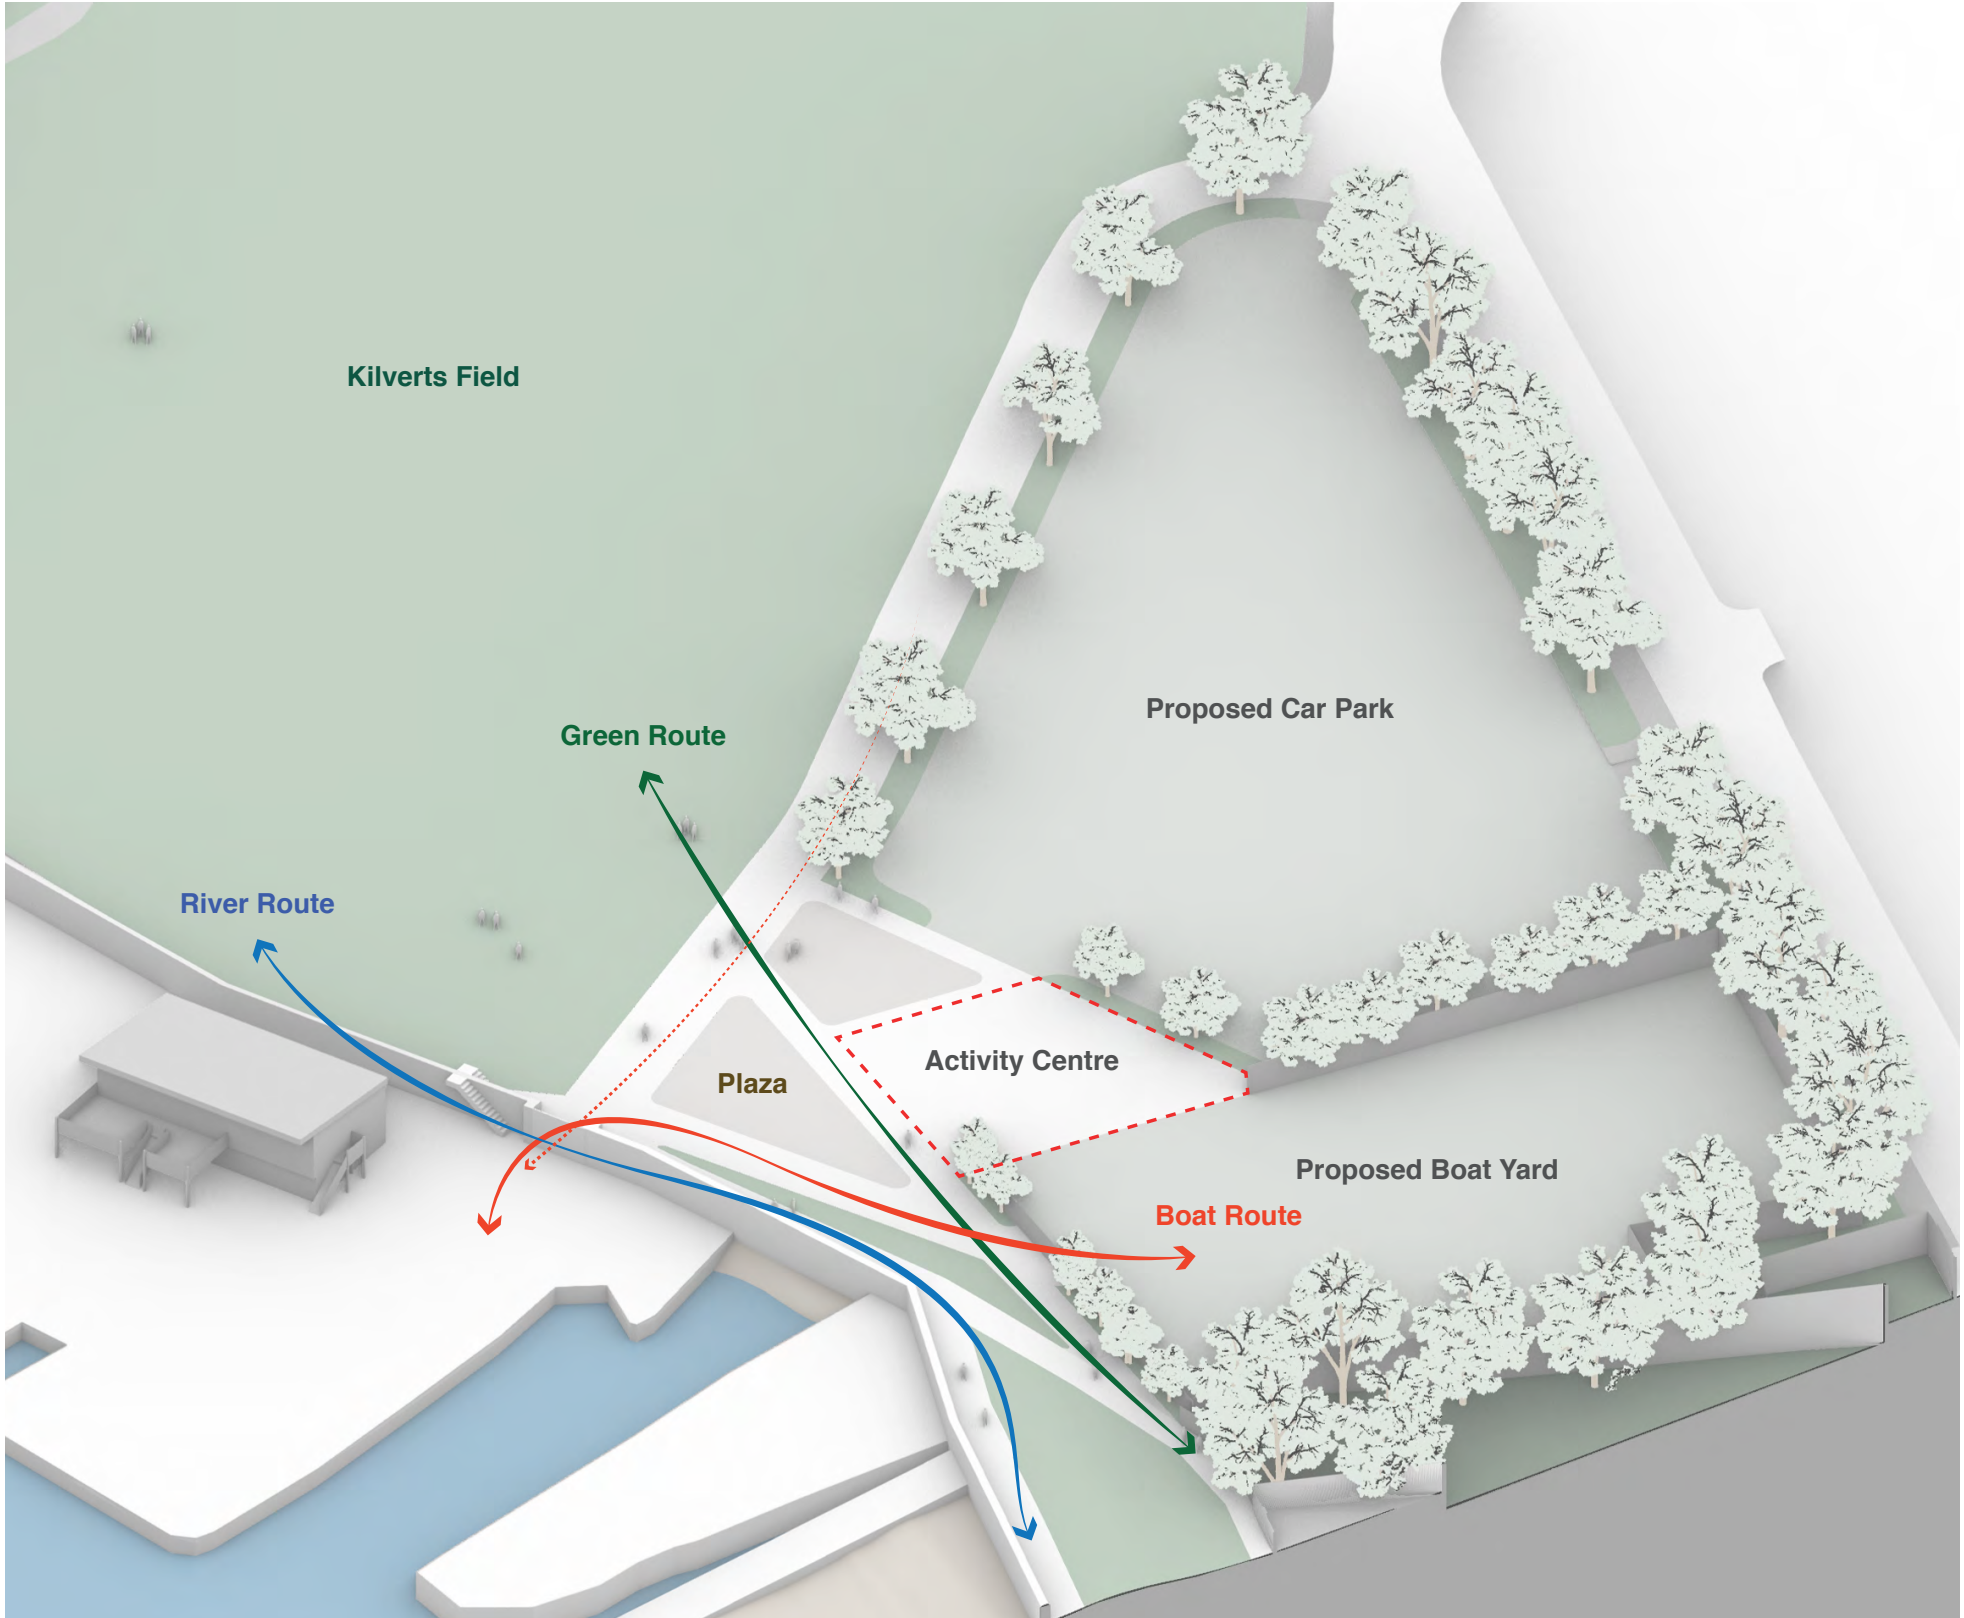 Kilverts Field
Proposed Car Park
Green Route
River Route
Activity Centre
Plaza
Proposed Boat Yard
Boat Route